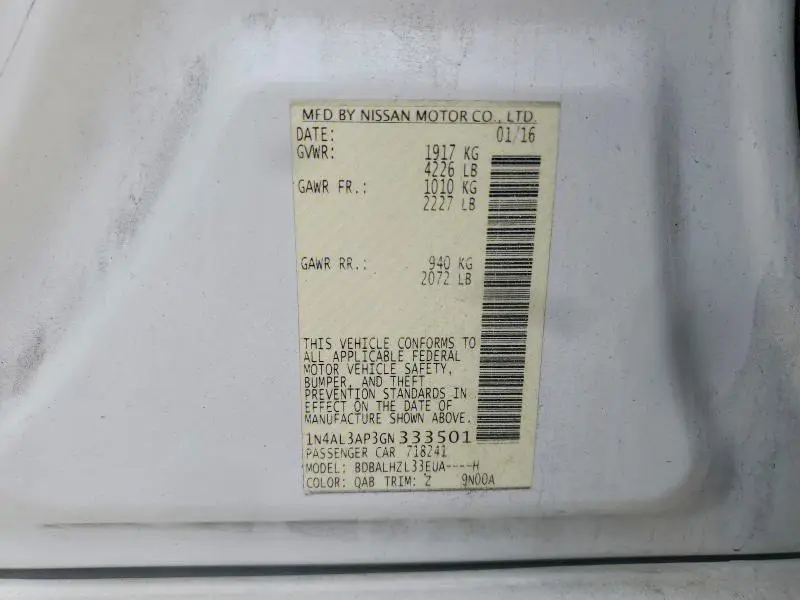 MFD BY NISSAN MOTOR CO., LTD.
DATE: 01/16
GVWR: 1917 KG
4226 LB
GAWR FR.: 1010 KG
2227 LB
GAWR RR.: 940 KG
2072 LB
THIS VEHICLE CONFORMS TO
ALL APPLICABLE FEDERAL
MOTOR VEHICLE SAFETY,
BUMPER, AND THEFT
PREVENTION STANDARDS IN
EFFECT ON THE DATE OF
MANUFACTURE SHOWN ABOVE.
1N4AL3AP3GN333501
PASSENGER CAR 718241
MODEL: BDBALHZL33EUA----H
COLOR: QAB TRIM: Z 9N00A